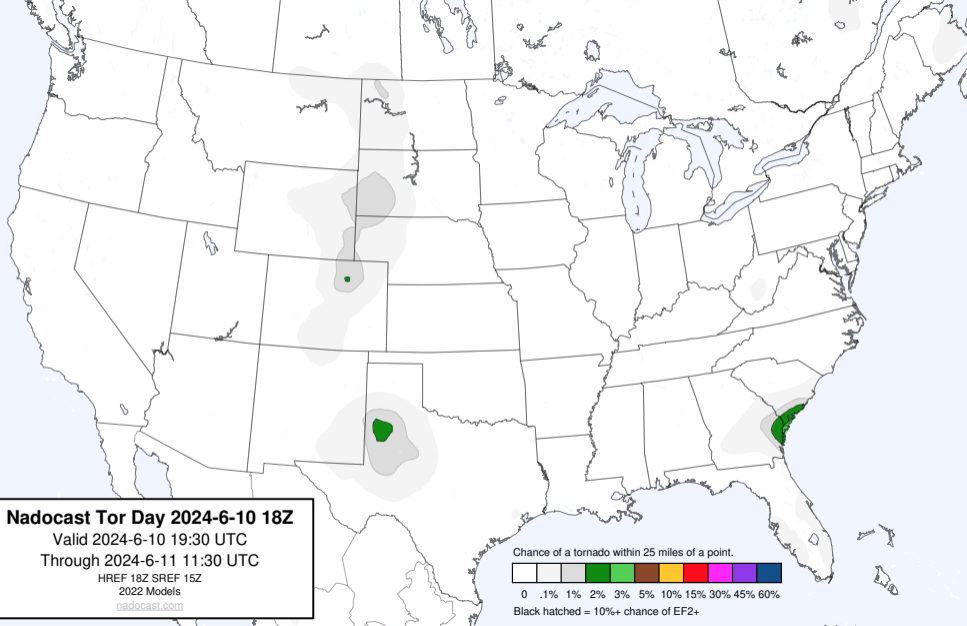 Nadocast Tor Day 2024-6-10 18Z
Valid 2024-6-10 19:30 UTC
Through 2024-6-11 11:30 UTC
HREF 18Z SREF 15Z
2022 Models
nadocast.com
Chance of a tornado within 25 miles of a point.
0 .1% 1% 2% 3% 5% 10% 15% 30% 45% 60%
Black hatched = 10%+ chance of EF2+